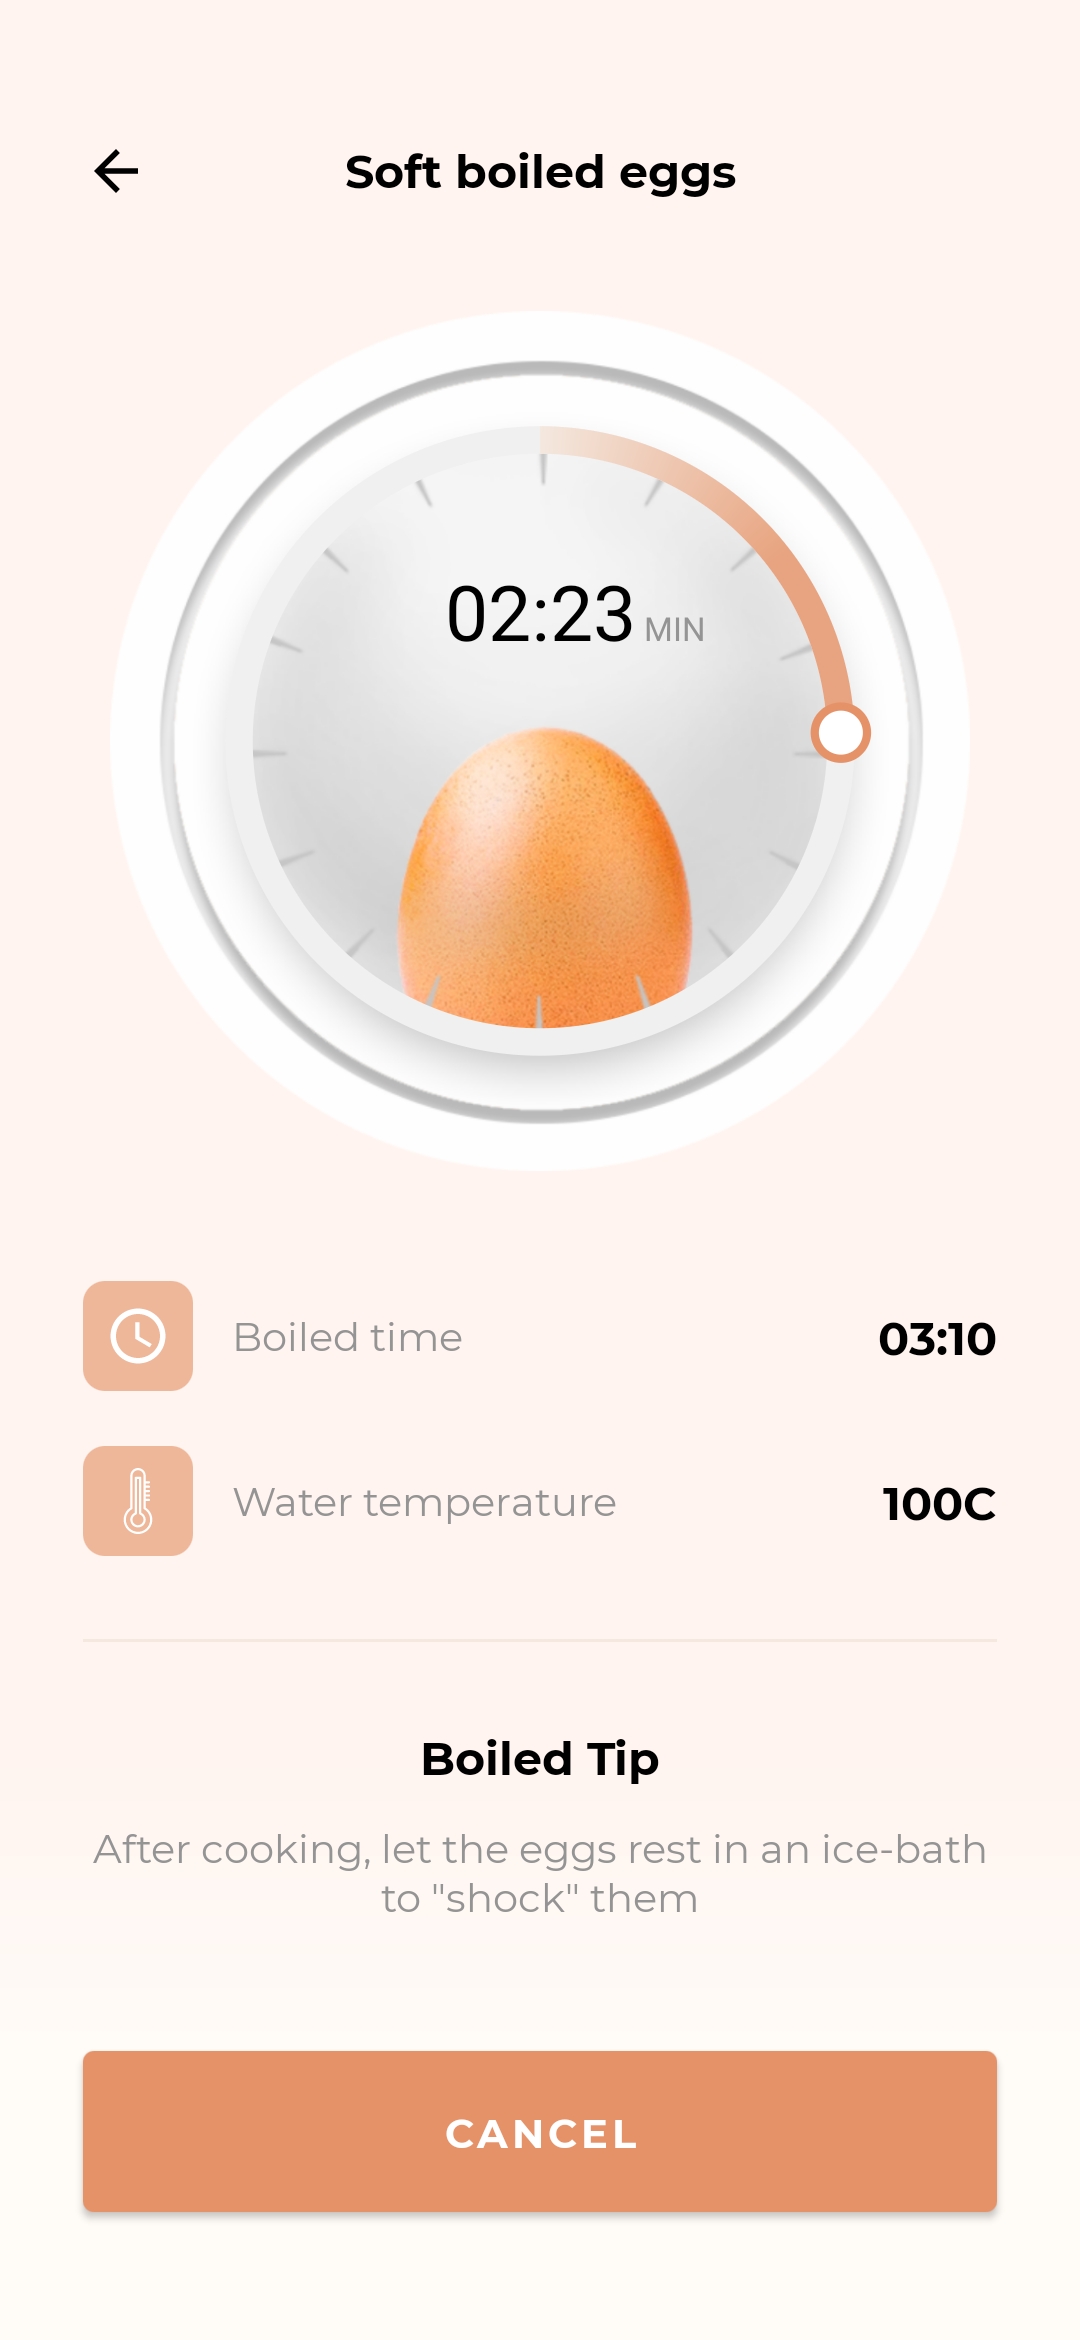 Soft boiled eggs
02:23 MIN
Boiled time 03:10
Water temperature 100C
Boiled Tip
After cooking, let the eggs rest in an ice-bath
to "shock" them
CANCEL